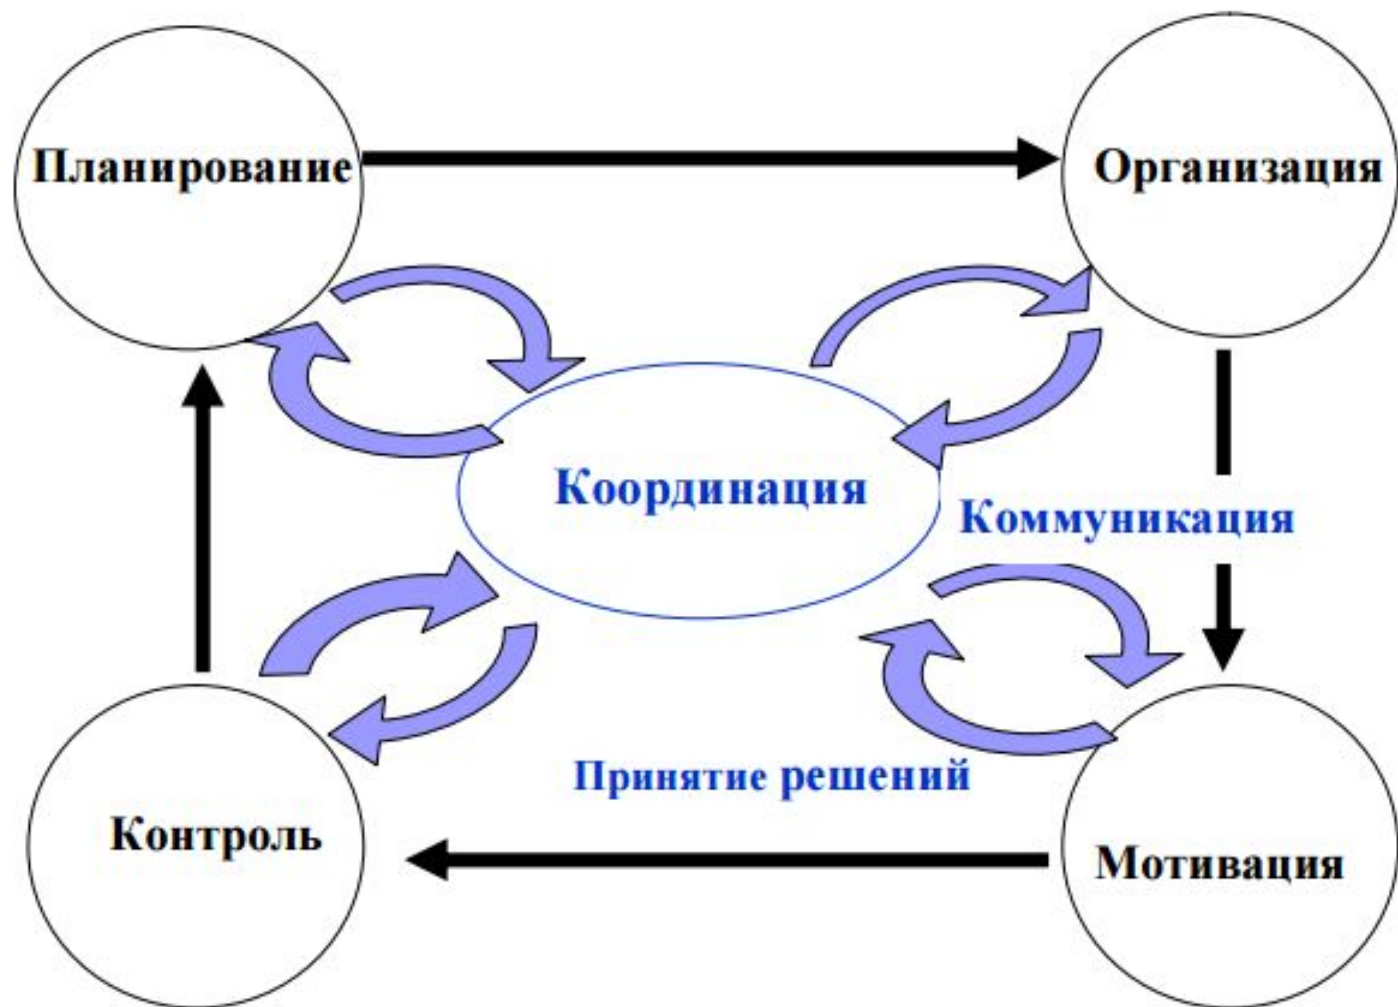 Планирование
Организация
Координация
Коммуникация
Принятие решений
Контроль
Мотивация